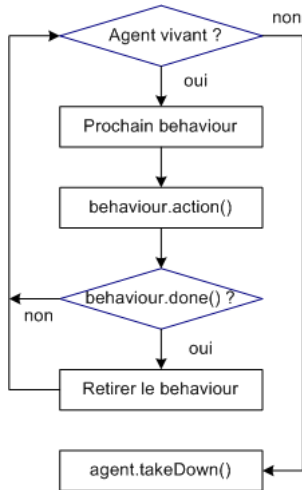 Agent vivant ?
non
oui
Prochain behaviour
behaviour.action()
behaviour.done() ?
non
oui
Retirer le behaviour
agent.takeDown()